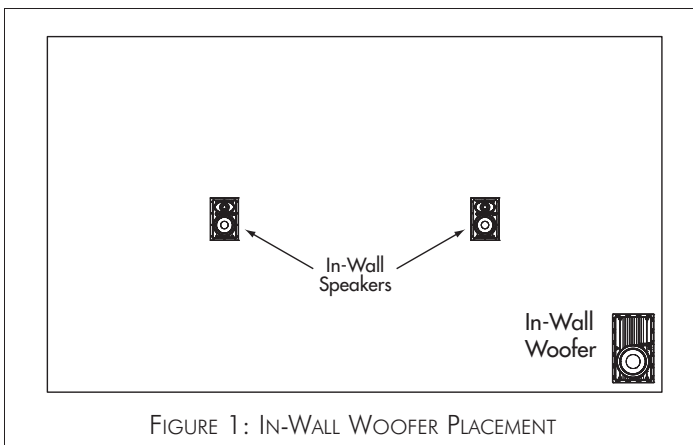 In-Wall
Speakers
In-Wall
Woofer
FIGURE 1: IN-WALL WOOFER PLACEMENT